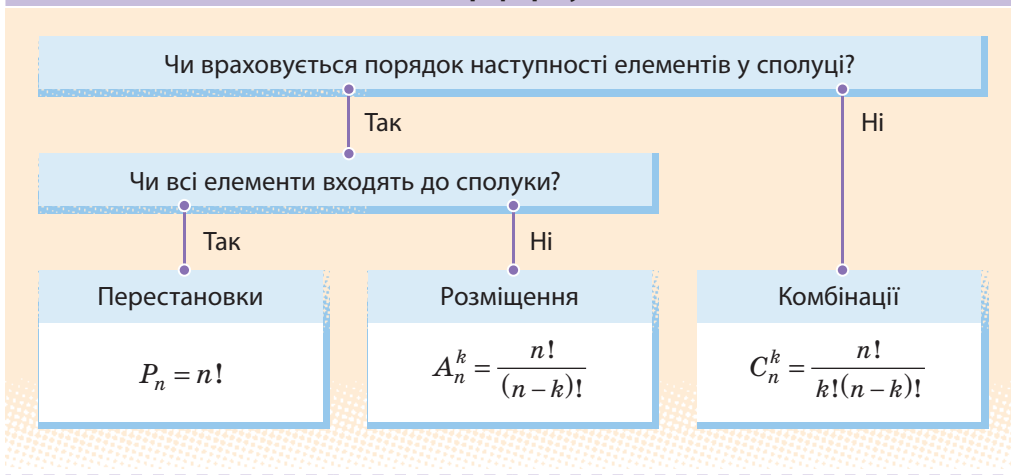 Чи враховується порядок наступності елементів у сполуці?
Так
Ні
Чи всі елементи входять до сполуки?
Так
Ні
Перестановки
Розміщення
Комбінації
Pₙ = n!
Aₙᵏ = n! / (n – k)!
Cₙᵏ = n! / k!(n – k)!